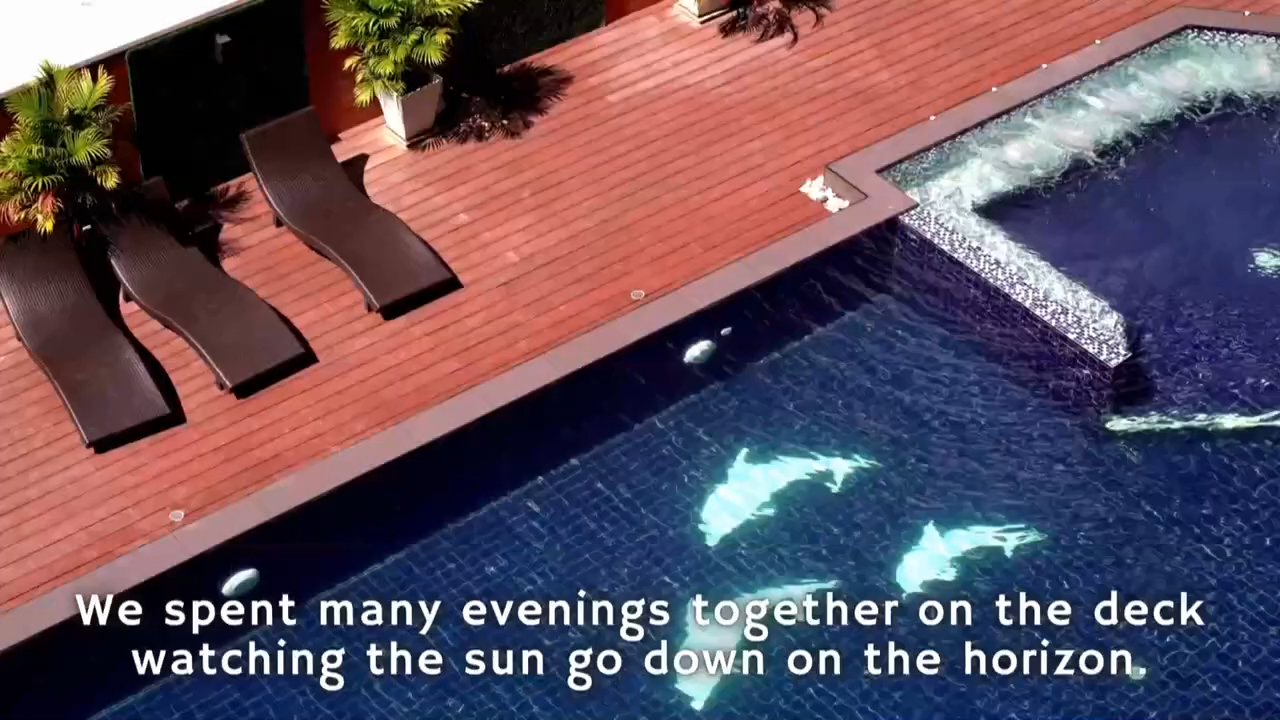 We spent many evenings together on the deck
watching the sun go down on the horizon.